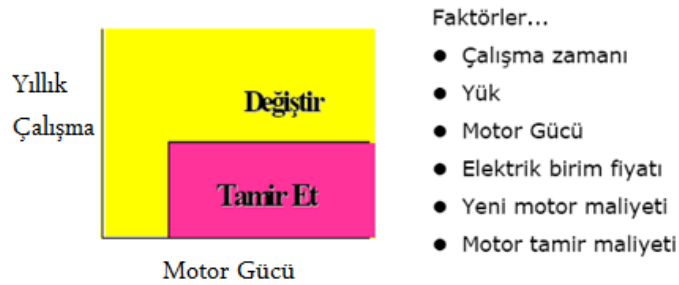 Yıllık
Çalışma
Değiştir
Tamir Et
Motor Gücü
Faktörler...
● Çalışma zamanı
● Yük
● Motor Gücü
● Elektrik birim fiyatı
● Yeni motor maliyeti
● Motor tamir maliyeti